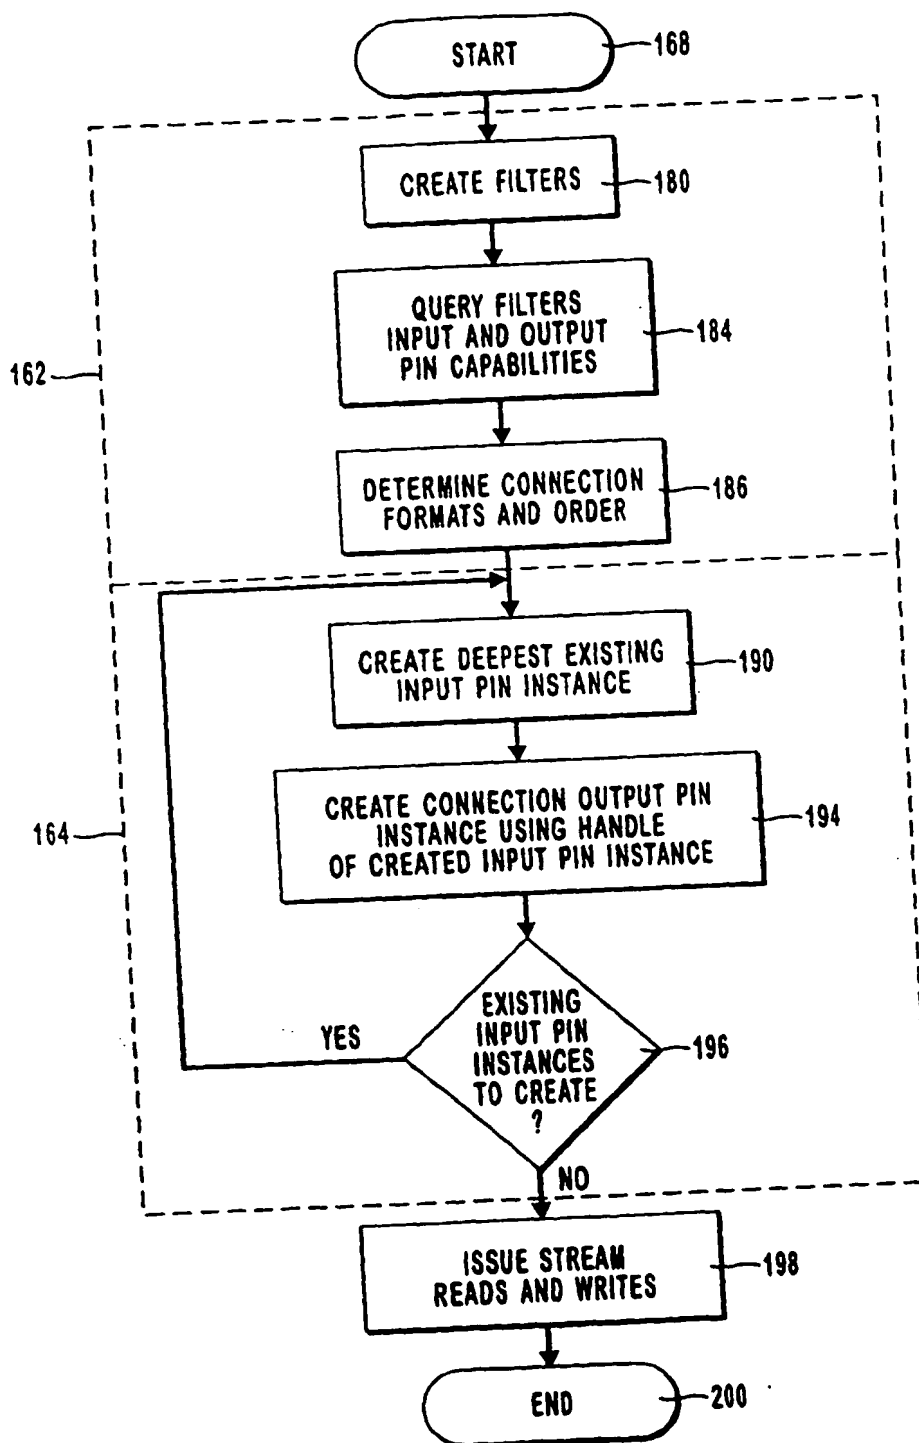 START
168
CREATE FILTERS
180
QUERY FILTERS
INPUT AND OUTPUT
PIN CAPABILITIES
184
162
DETERMINE CONNECTION
FORMATS AND ORDER
186
CREATE DEEPEST EXISTING
INPUT PIN INSTANCE
190
CREATE CONNECTION OUTPUT PIN
INSTANCE USING HANDLE
OF CREATED INPUT PIN INSTANCE
194
164
EXISTING
INPUT PIN
INSTANCES
TO CREATE
?
196
YES
NO
ISSUE STREAM
READS AND WRITES
198
END
200